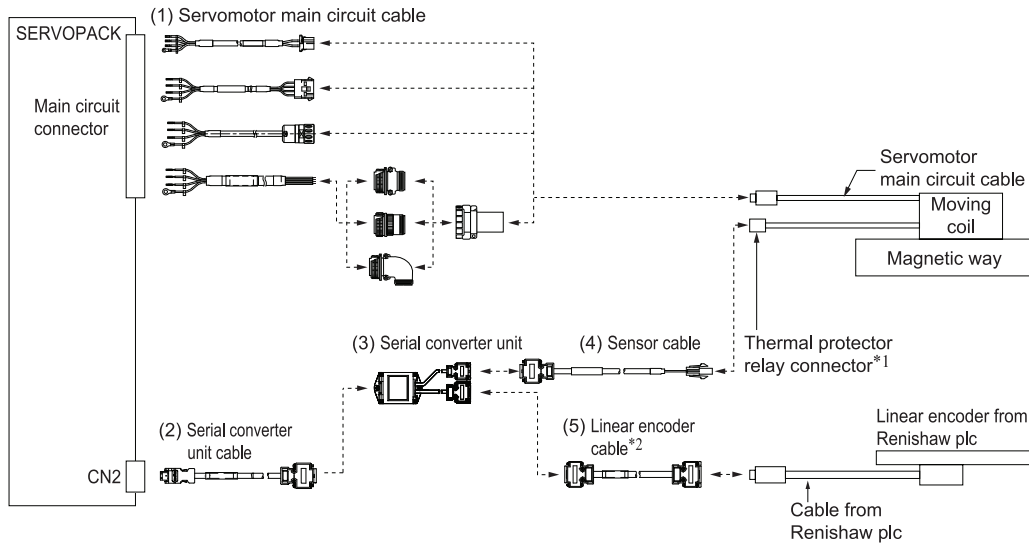 (1) Servomotor main circuit cable
SERVOPACK
Main circuit
connector
Servomotor
main circuit cable
Moving
coil
Magnetic way
(3) Serial converter unit
(4) Sensor cable
Thermal protector
relay connector*1
(2) Serial converter
unit cable
(5) Linear encoder
cable*2
Linear encoder from
Renishaw plc
CN2
Cable from
Renishaw plc